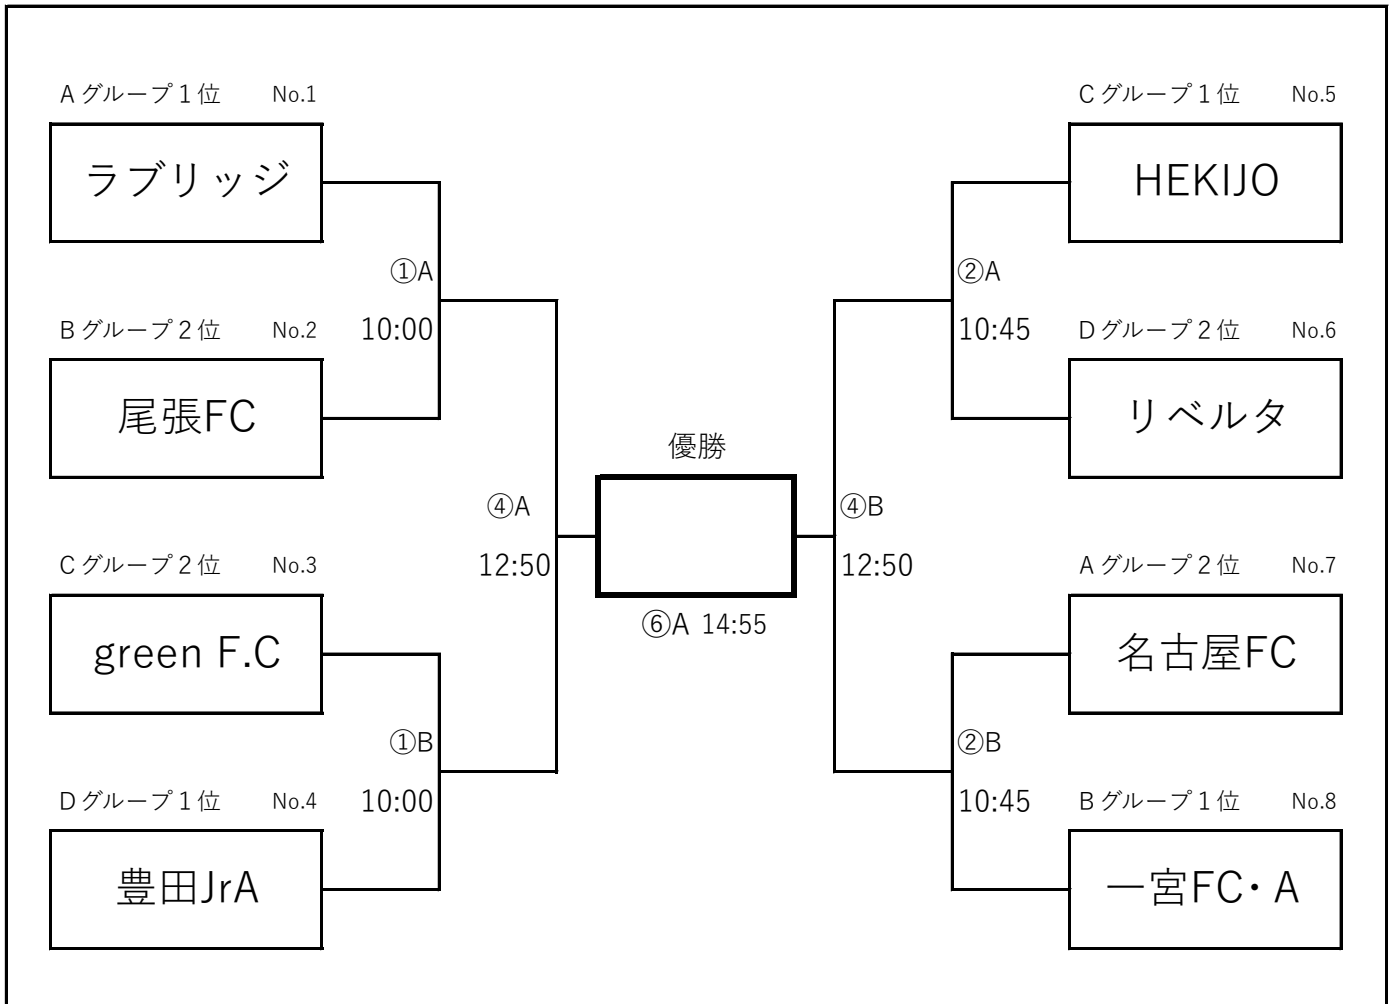 Aグループ1位 No.1
ラブリッジ
①A
10:00
Bグループ2位 No.2
尾張FC
④A
12:50
Cグループ2位 No.3
green F.C
①B
10:00
Dグループ1位 No.4
豊田JrA
優勝
⑥A 14:55
Cグループ1位 No.5
HEKIJO
②A
10:45
Dグループ2位 No.6
リベルタ
④B
12:50
Aグループ2位 No.7
名古屋FC
②B
10:45
Bグループ1位 No.8
一宮FC・A